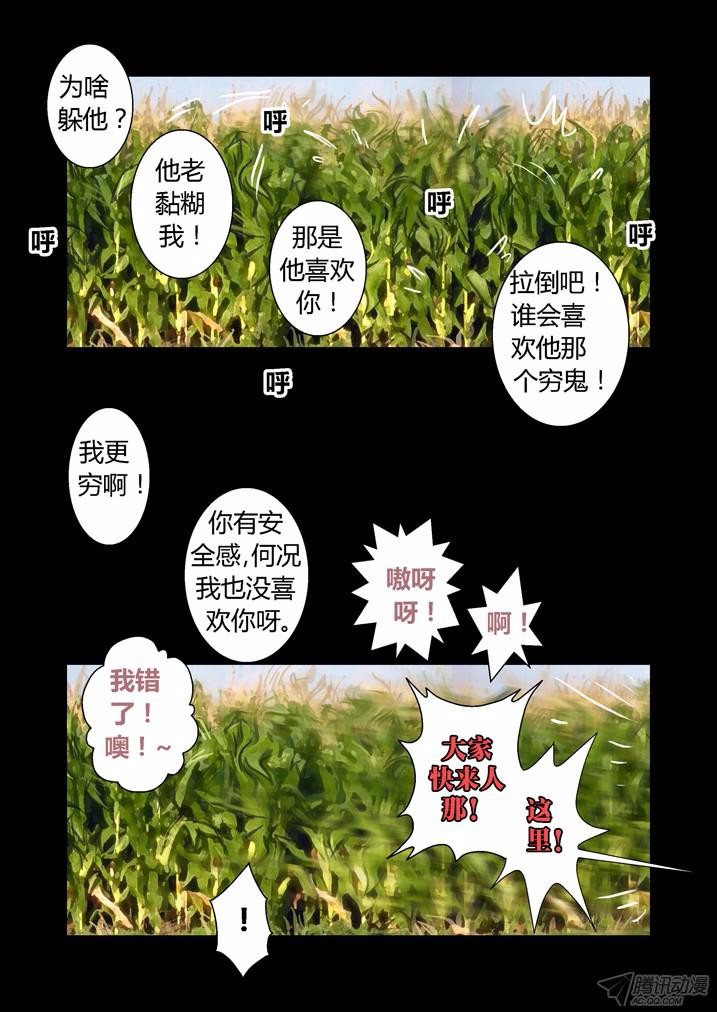 为啥
躲他？
呼
他老
黏糊
我！
呼
呼
那是
他喜欢
你！
呼
拉倒吧！
谁会喜
欢他那
个穷鬼！
呼
我更
穷啊！
你有安
全感，何况
我也没喜
欢你呀。
嗷呀
呀！
啊！
我错
了！
噢！~
大家
快来人
那！
这
里！
！
腾讯动漫